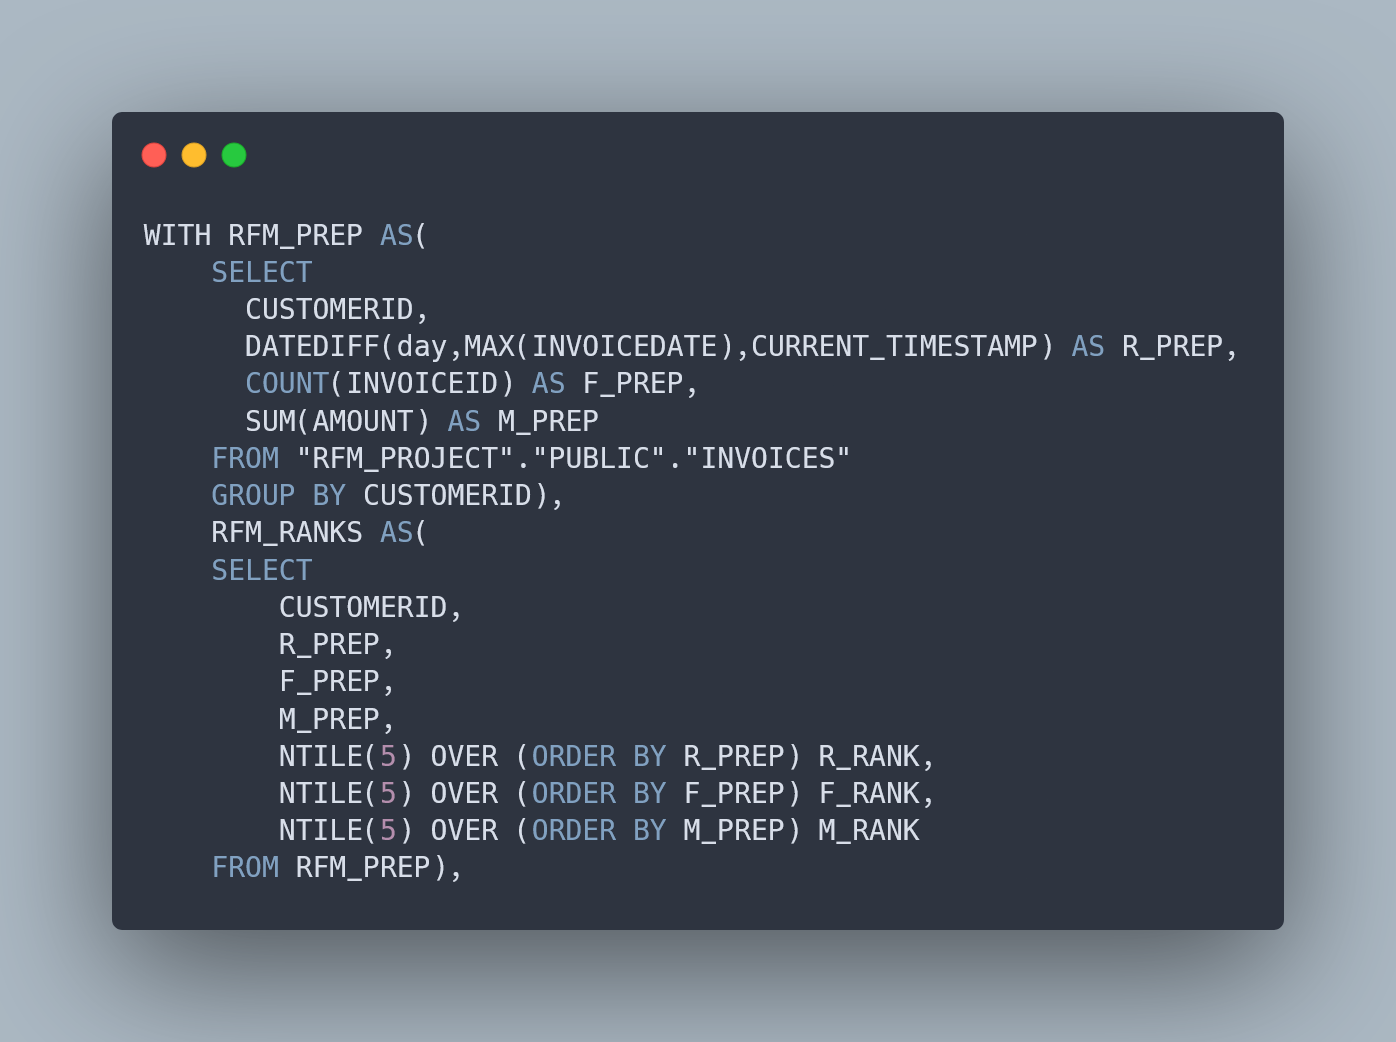 WITH RFM_PREP AS(
    SELECT
      CUSTOMERID,
      DATEDIFF(day,MAX(INVOICEDATE),CURRENT_TIMESTAMP) AS R_PREP,
      COUNT(INVOICEID) AS F_PREP,
      SUM(AMOUNT) AS M_PREP
    FROM "RFM_PROJECT"."PUBLIC"."INVOICES"
    GROUP BY CUSTOMERID),
    RFM_RANKS AS(
    SELECT
        CUSTOMERID,
        R_PREP,
        F_PREP,
        M_PREP,
        NTILE(5) OVER (ORDER BY R_PREP) R_RANK,
        NTILE(5) OVER (ORDER BY F_PREP) F_RANK,
        NTILE(5) OVER (ORDER BY M_PREP) M_RANK
    FROM RFM_PREP),